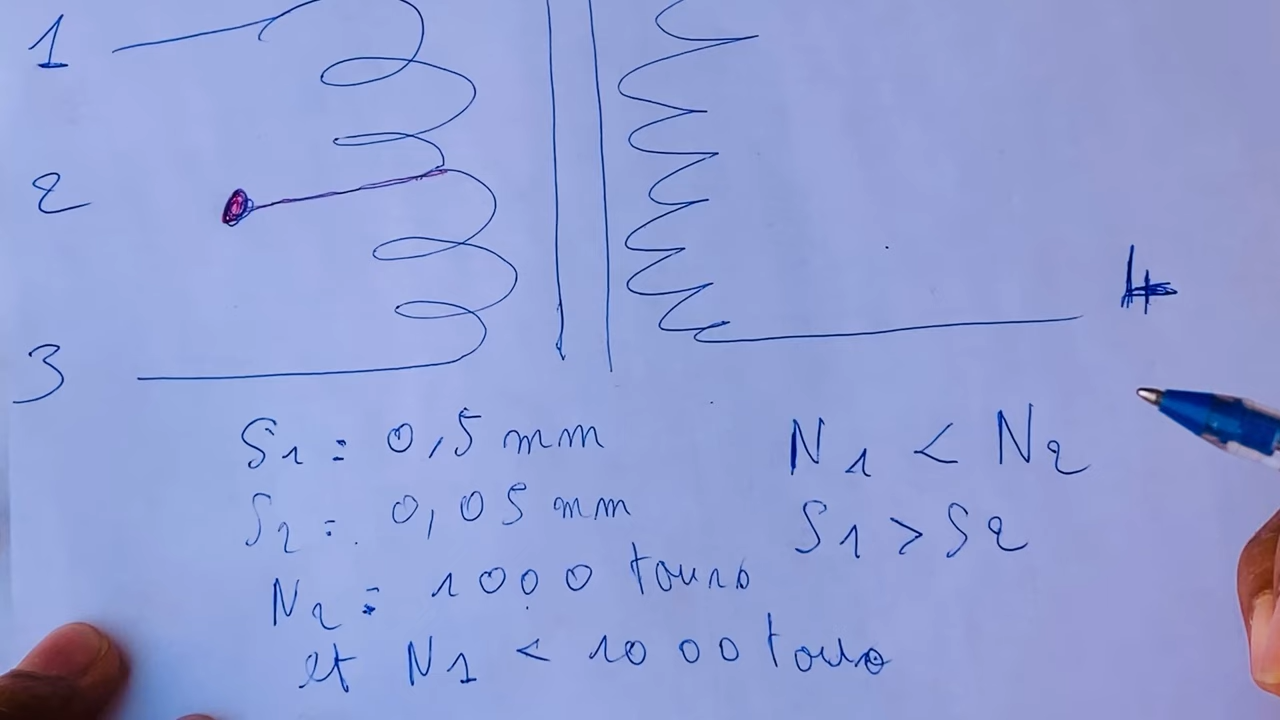 1
2
3
4
S1 = 0,5 mm
S2 = 0,05 mm
N2 = 1000 tours
et N1 < 1000 tours
N1 < N2
S1 > S2